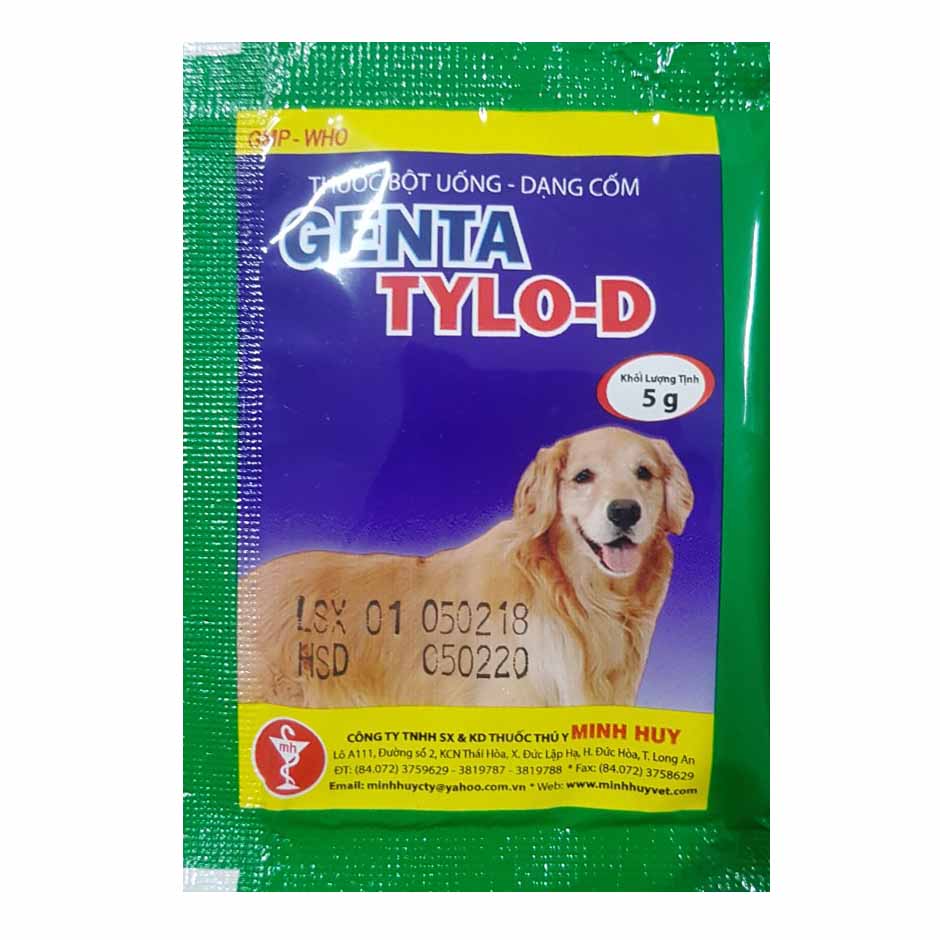 GMP - WHO
THUỐC BỘT UỐNG - DẠNG CỐM
GENTA
TYLO-D
Khối Lượng Tịnh
5 g
LSX 01 050218
HSD 050220
mh
CÔNG TY TNHH SX & KD THUỐC THÚ Y MINH HUY
Lô A111, Đường số 2, KCN Thái Hòa, X. Đức Lập Hạ, H. Đức Hòa, T. Long An
ĐT: (84.072) 3759629 - 3819787 - 3819788 * Fax: (84.072) 3758629
Email: minhhuycty@yahoo.com.vn * Web: www.minhhuyvet.com